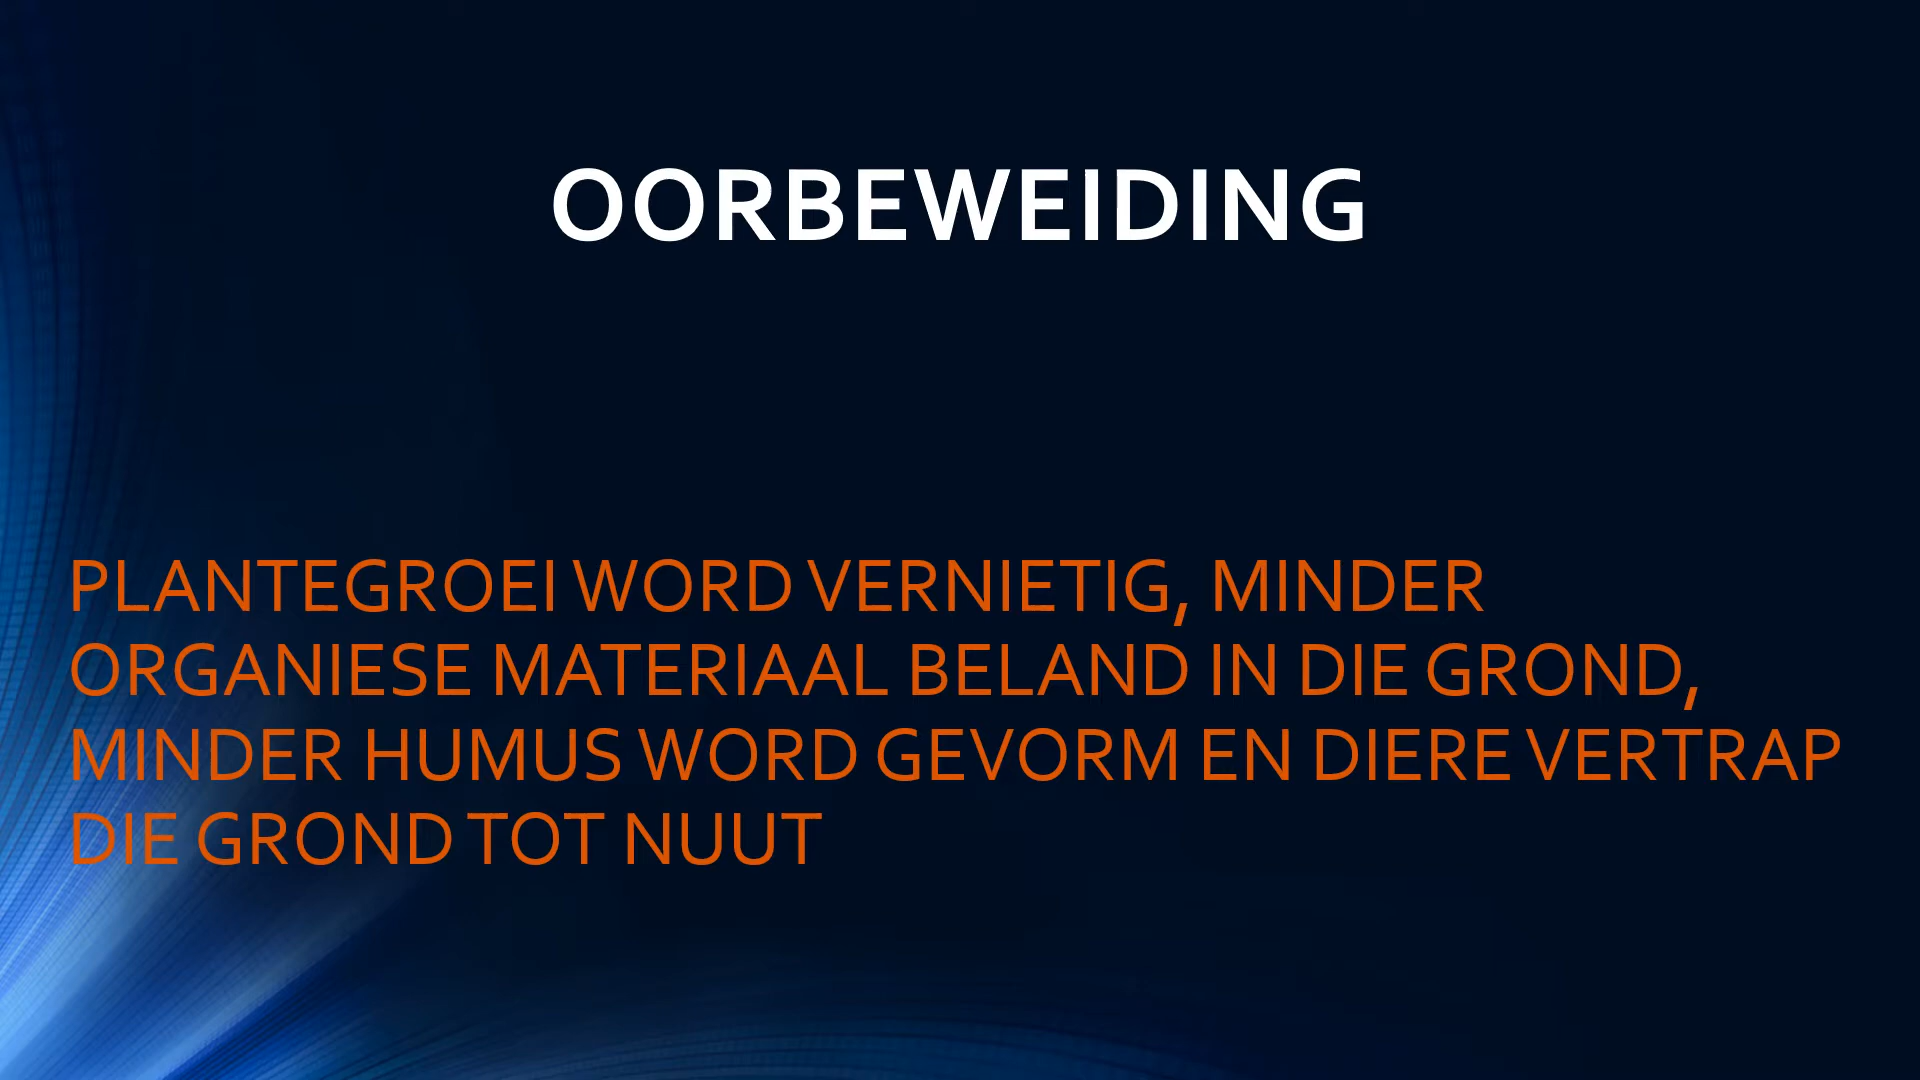 OORBEWEIDING
PLANTEGROEI WORD VERNIETIG, MINDER
ORGANIESE MATERIAAL BELAND IN DIE GROND,
MINDER HUMUS WORD GEVORM EN DIERE VERTRAP
DIE GROND TOT NUUT